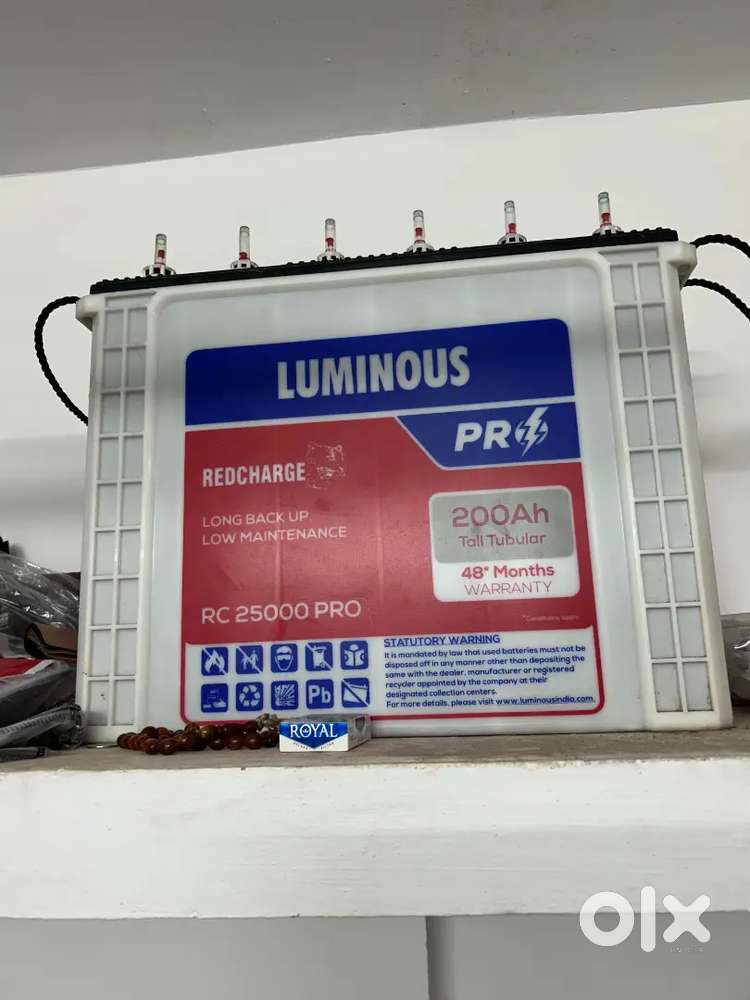 LUMINOUS
PRO
REDCHARGE
LONG BACK UP
LOW MAINTENANCE
200Ah
Tall Tubular
48* Months
WARRANTY
*Conditions apply
RC 25000 PRO
STATUTORY WARNING
It is mandated by law that used batteries must not be
disposed off in any manner other than depositing the
same with the dealer, manufacturer or registered
recycler appointed by the company at their
designated collection centers.
For more details, please visit www.luminousindia.com
Pb
ROYAL
olx